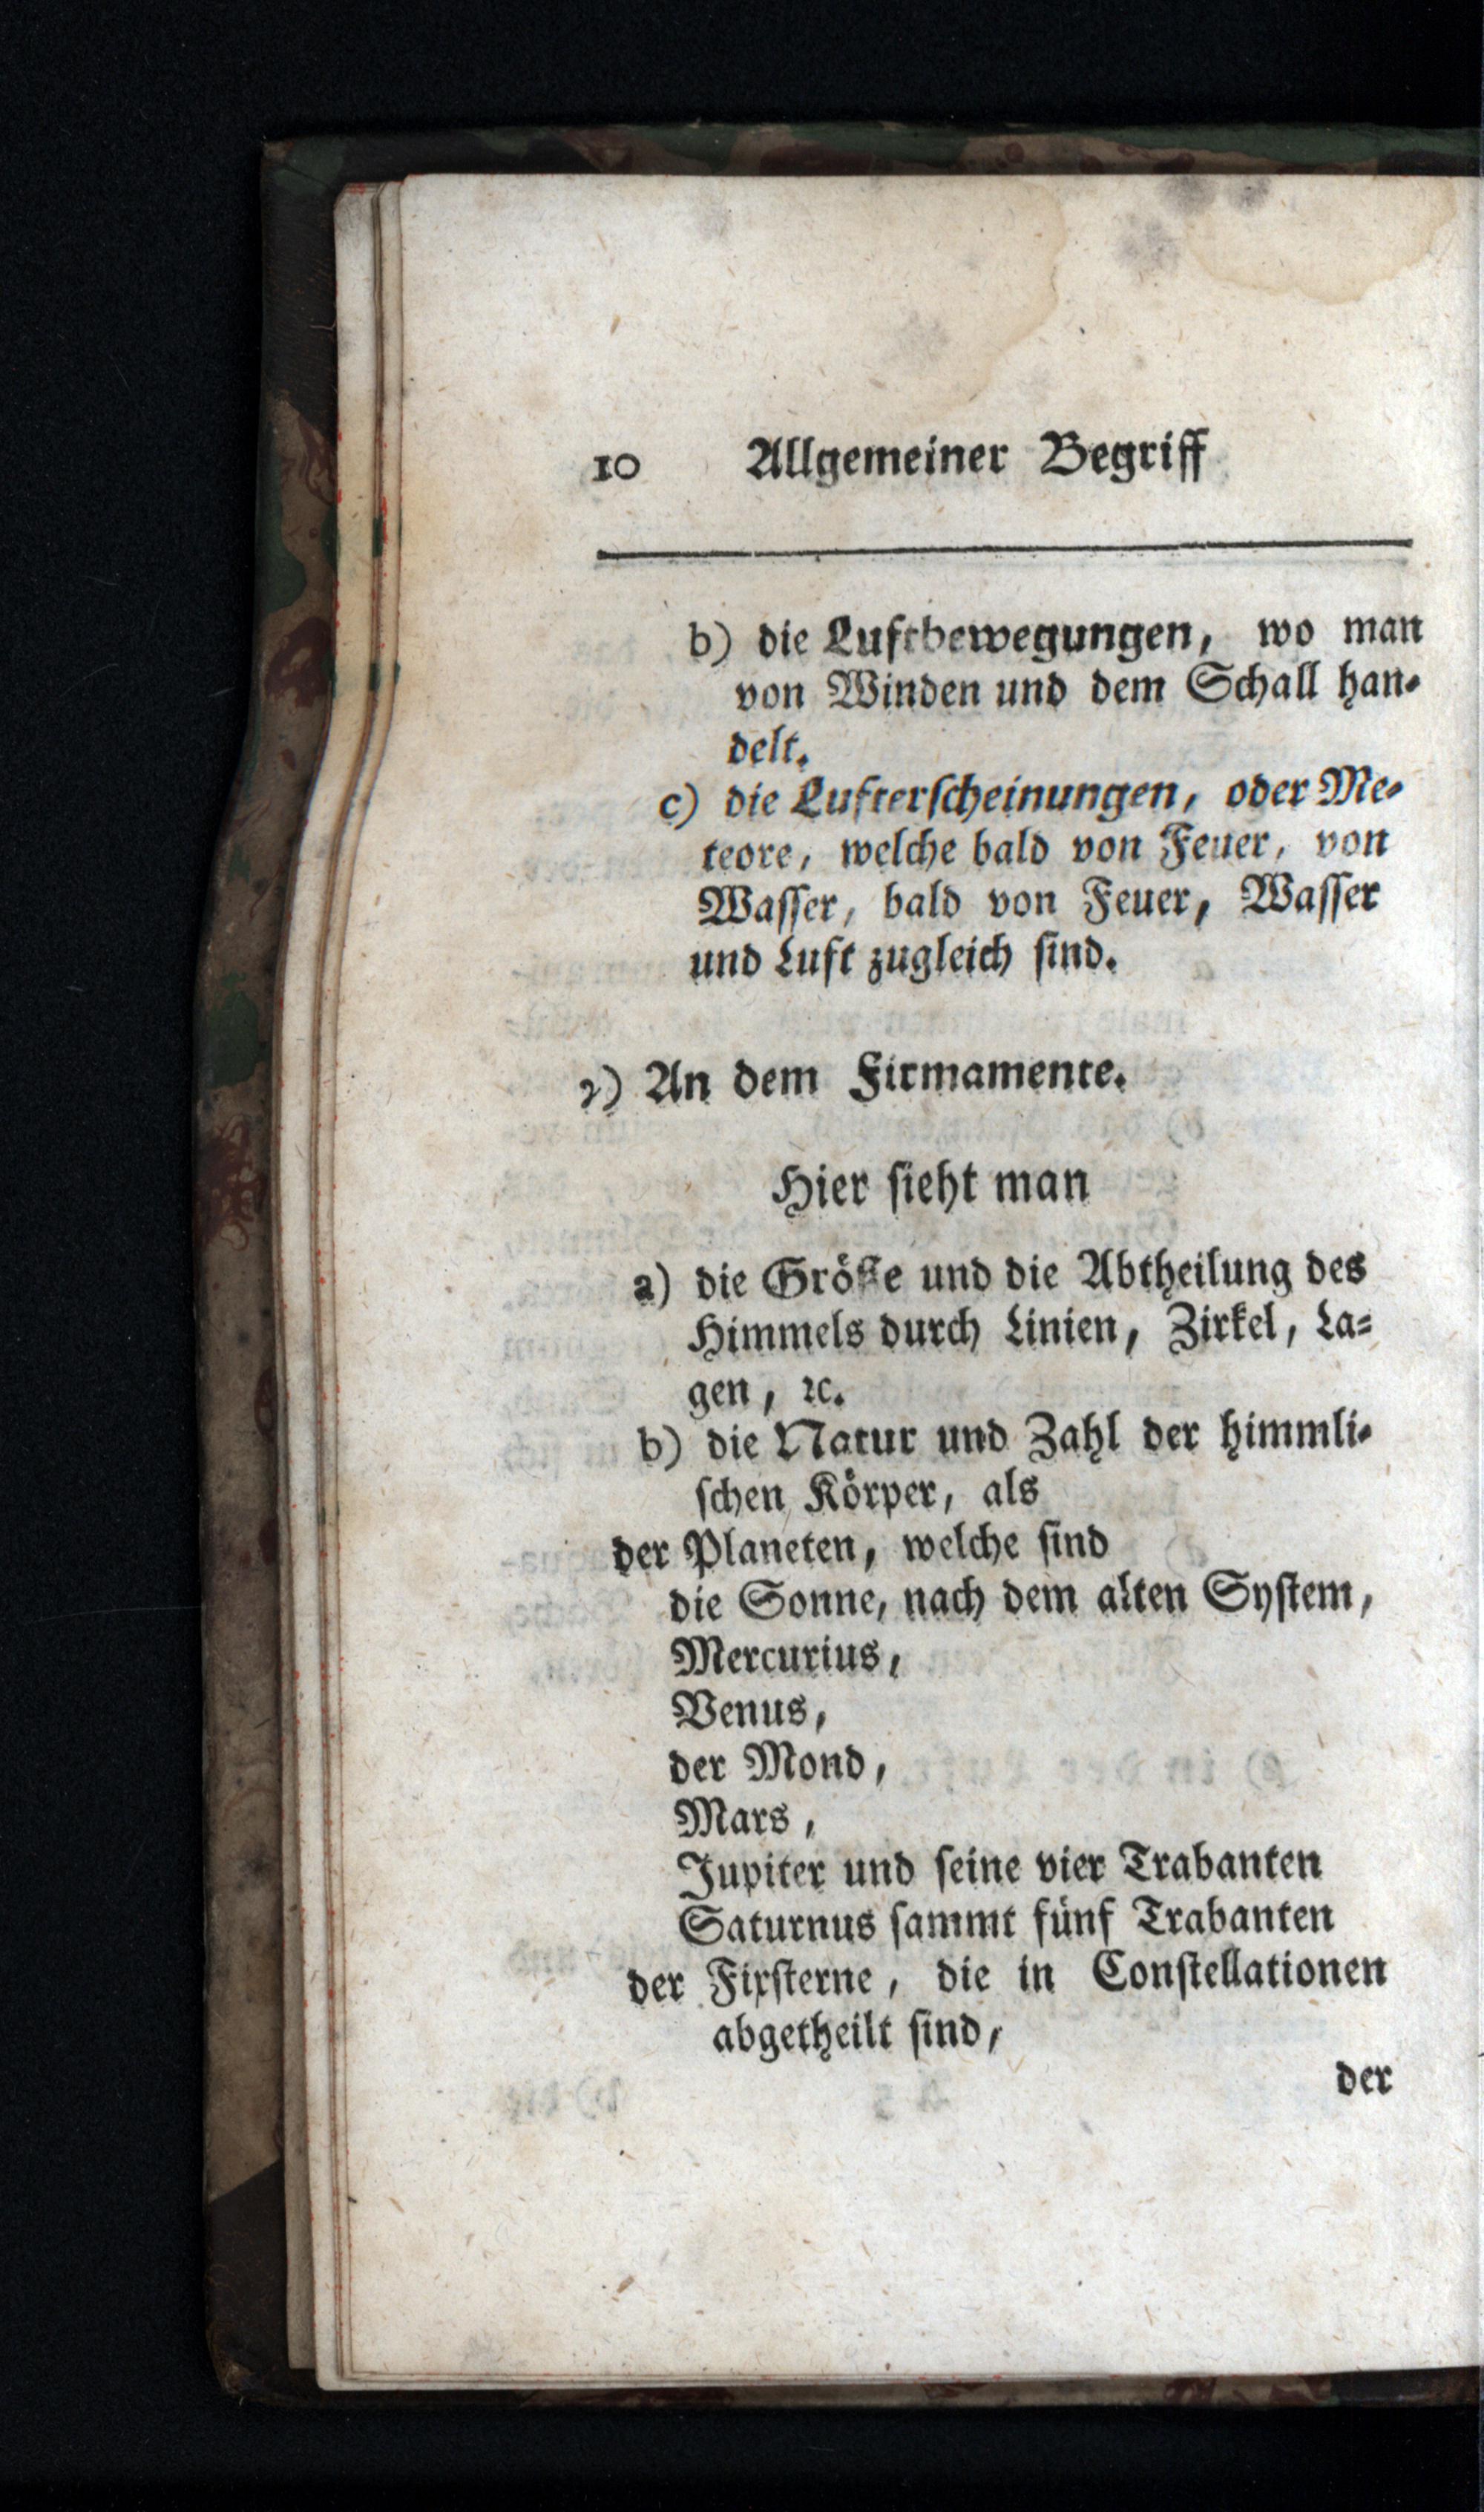 10 Allgemeiner Begriff
b) die Luftbewegungen, wo man
von Winden und dem Schall han-
delt.
c) die Lufterscheinungen, oder Me-
teore, welche bald von Feuer, von
Wasser, bald von Feuer, Wasser
und Luft zugleich sind.
2) An dem Firmamente.
Hier sieht man
a) die Größe und die Abtheilung des
Himmels durch Linien, Zirkel, La-
gen, ꝛc.
b) die Natur und Zahl der himmli-
schen Körper, als
der Planeten, welche sind
die Sonne, nach dem alten System,
Mercurius,
Venus,
der Mond,
Mars,
Jupiter und seine vier Trabanten
Saturnus sammt fünf Trabanten
der Fixsterne, die in Constellationen
abgetheilt sind,
der